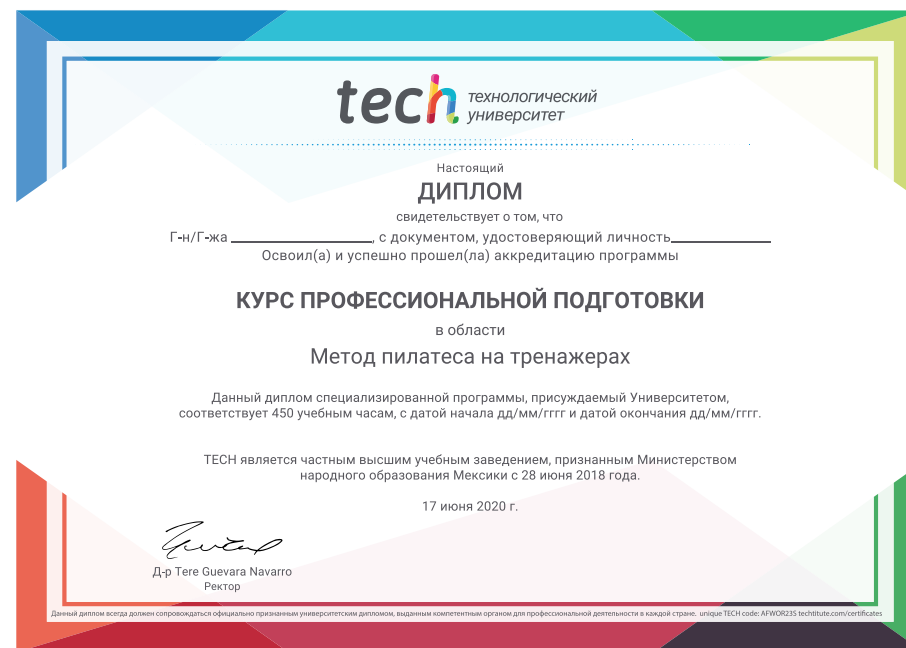 tech технологический
университет
Настоящий
ДИПЛОМ
свидетельствует о том, что
Г-н/Г-жа ____________, с документом, удостоверяющий личность____________
Освоил(а) и успешно прошел(ла) аккредитацию программы
КУРС ПРОФЕССИОНАЛЬНОЙ ПОДГОТОВКИ
в области
Метод пилатеса на тренажерах
Данный диплом специализированной программы, присуждаемый Университетом,
соответствует 450 учебным часам, с датой начала дд/мм/гггг и датой окончания дд/мм/гггг.
TECH является частным высшим учебным заведением, признанным Министерством
народного образования Мексики с 28 июня 2018 года.
17 июня 2020 г.
Д-р Tere Guevara Navarro
Ректор
Данный диплом всегда должен сопровождаться официально признанным университетским дипломом, выданным компетентным органом для профессиональной деятельности в каждой стране. unique TECH code: AFWOR23S techtitute.com/certificates